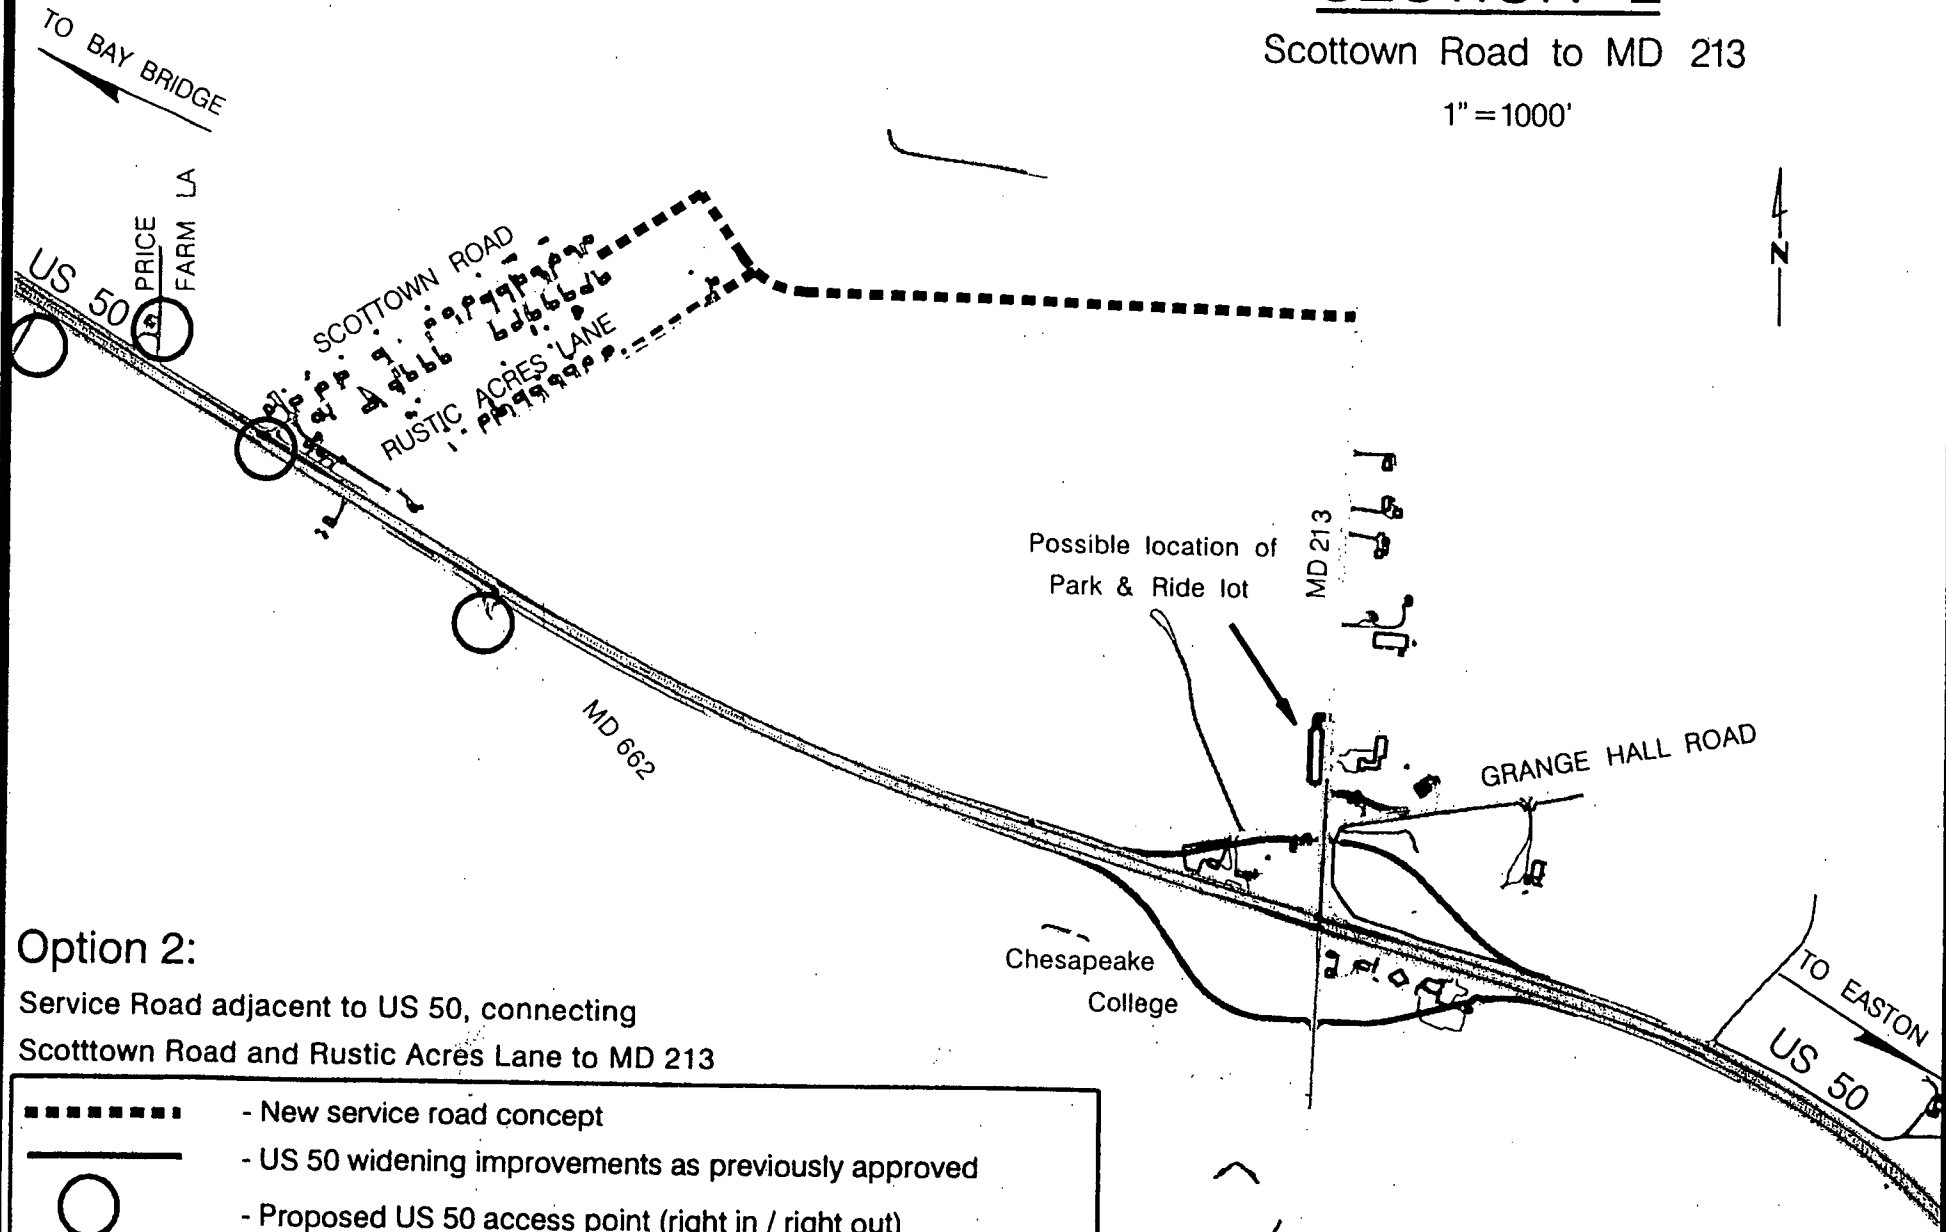 Scottown Road to MD 213
1" = 1000'
TO BAY BRIDGE
PRICE
FARM LA
US 50
SCOTTOWN ROAD
RUSTIC ACRES LANE
N
Possible location of
Park & Ride lot
MD 213
MD 662
GRANGE HALL ROAD
Chesapeake
College
TO EASTON
US 50
Option 2:
Service Road adjacent to US 50, connecting
Scotttown Road and Rustic Acres Lane to MD 213
- New service road concept
- US 50 widening improvements as previously approved
- Proposed US 50 access point (right in / right out)